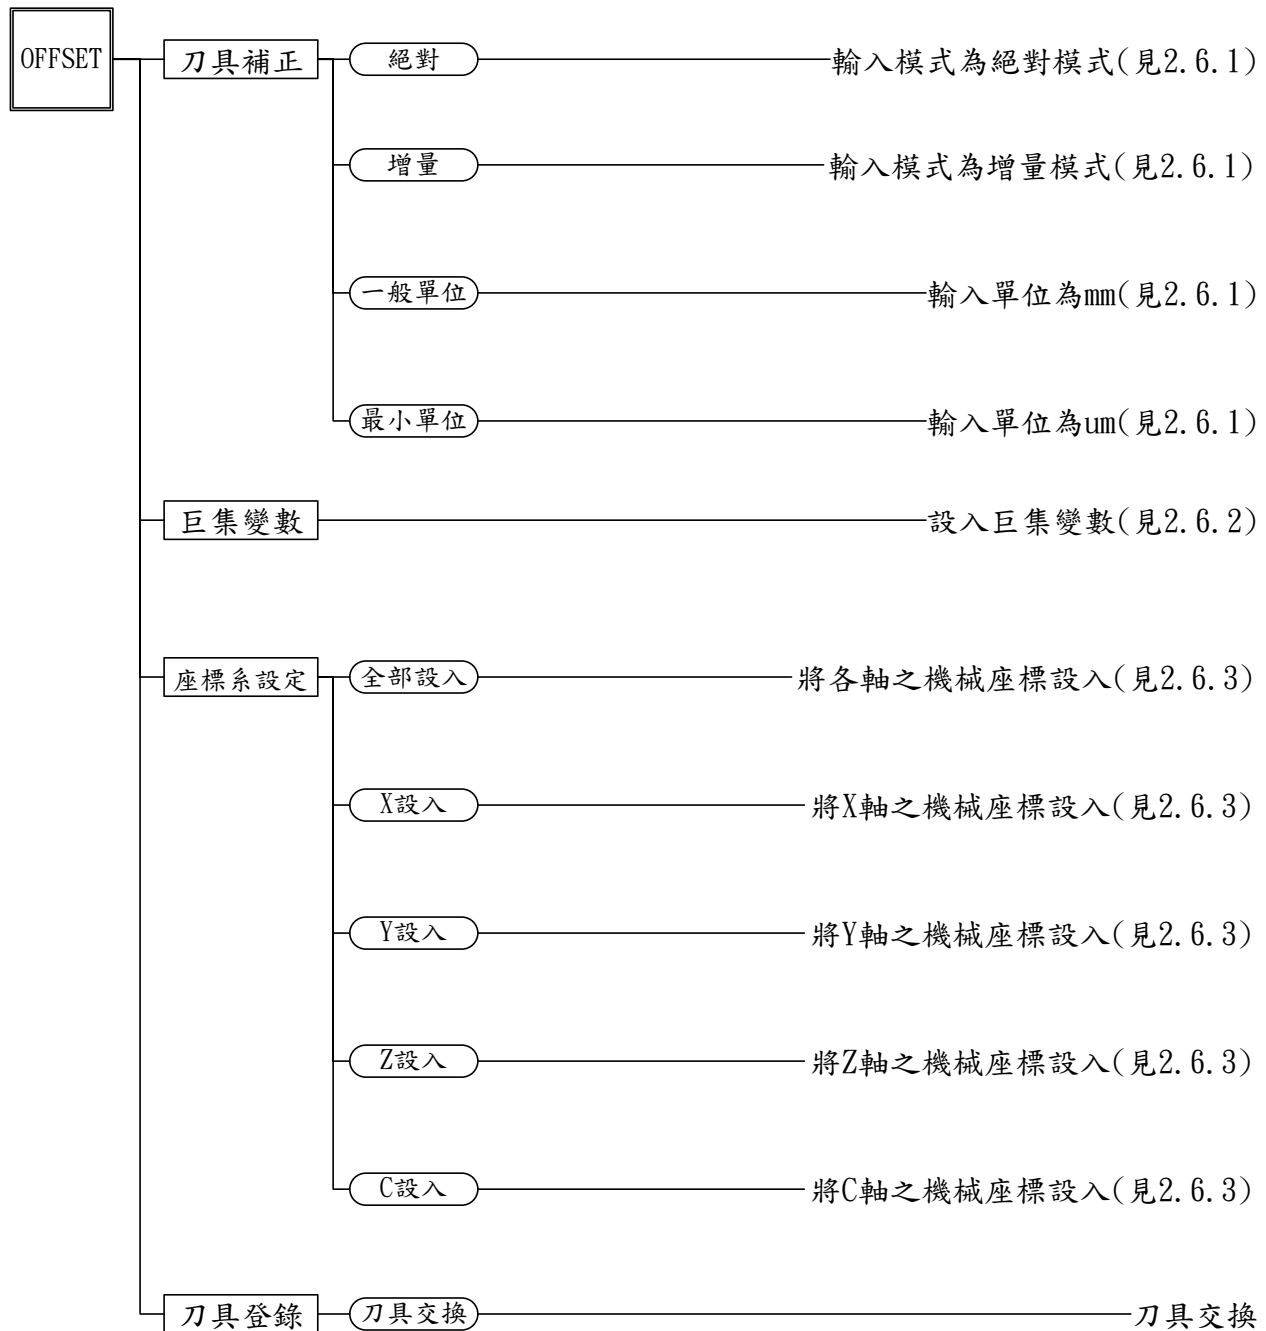 OFFSET 刀具補正 絕對 輸入模式為絕對模式(見2.6.1)
增量 輸入模式為增量模式(見2.6.1)
一般單位 輸入單位為mm(見2.6.1)
最小單位 輸入單位為um(見2.6.1)
巨集變數 設入巨集變數(見2.6.2)
座標系設定 全部設入 將各軸之機械座標設入(見2.6.3)
X設入 將X軸之機械座標設入(見2.6.3)
Y設入 將Y軸之機械座標設入(見2.6.3)
Z設入 將Z軸之機械座標設入(見2.6.3)
C設入 將C軸之機械座標設入(見2.6.3)
刀具登錄 刀具交換 刀具交換